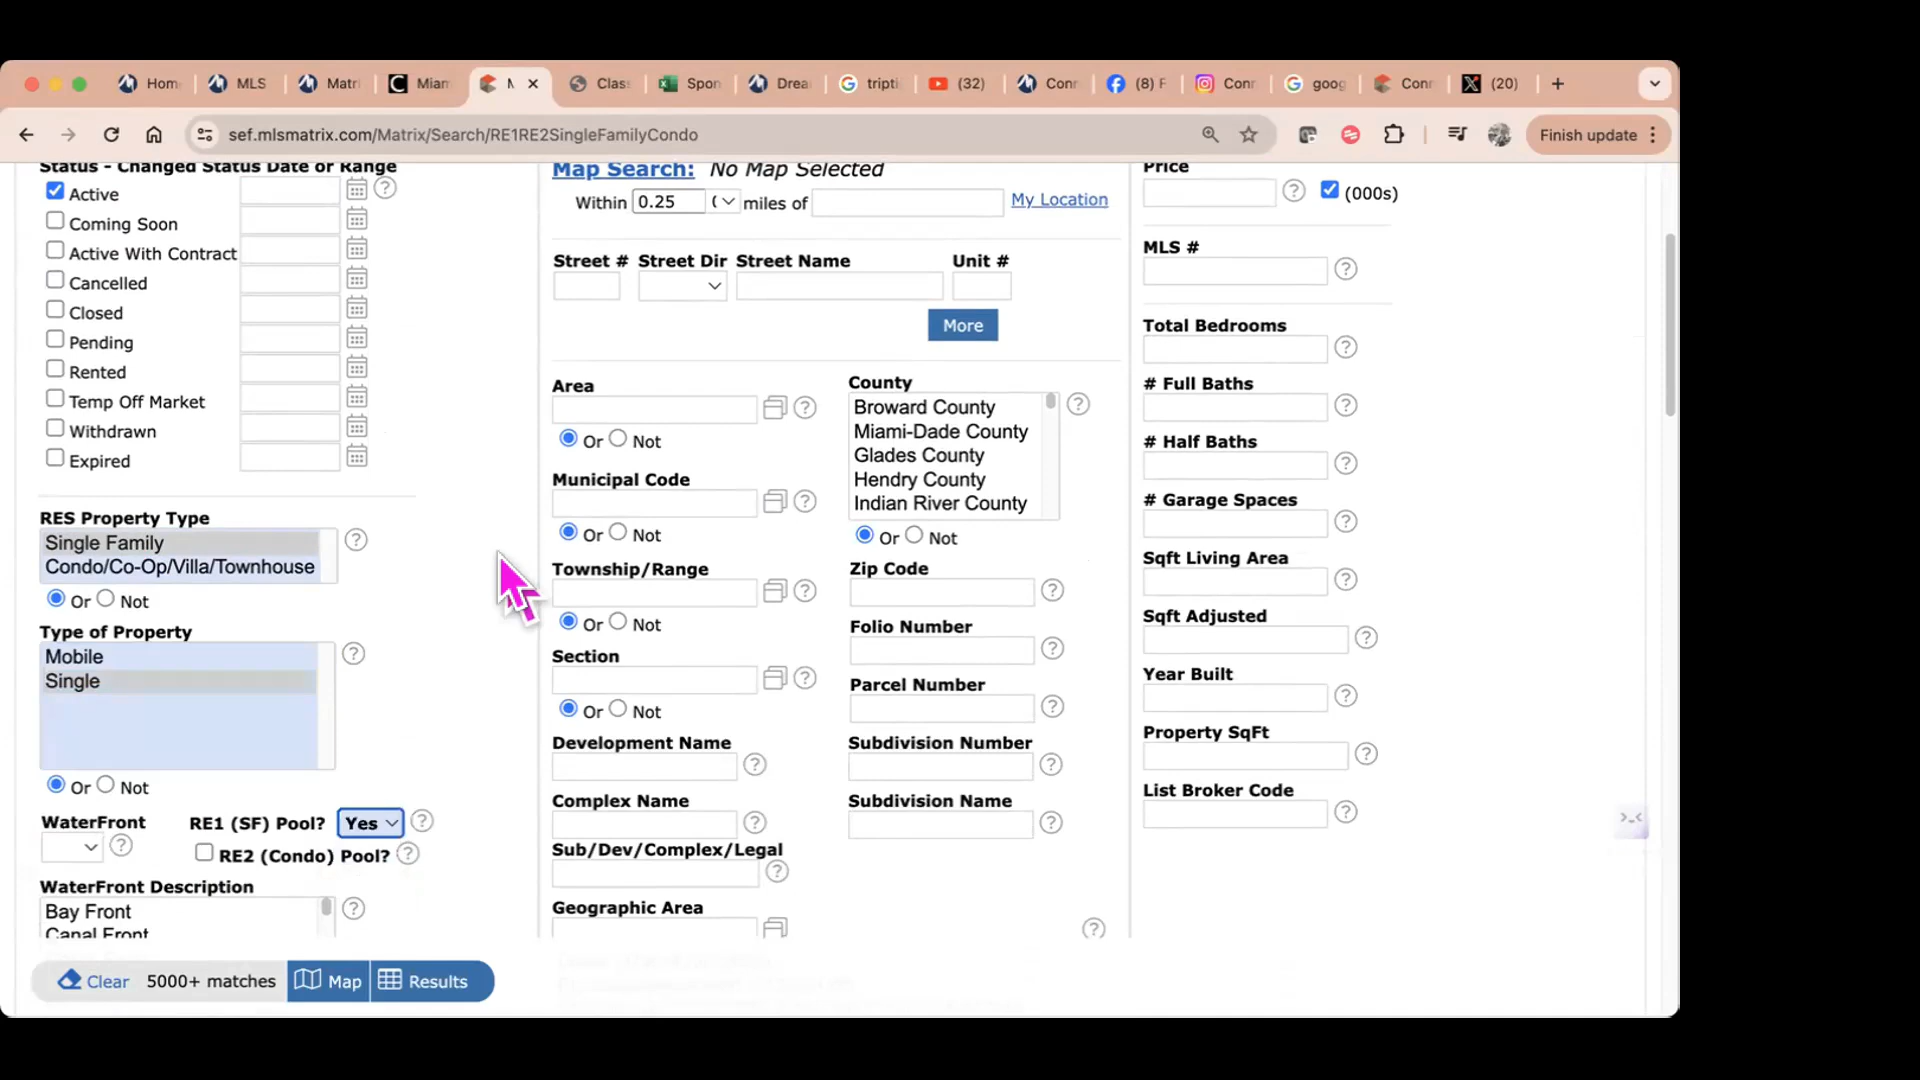 Hom
MLS
Matri
Miam
M
Class
Spon
Drea
tripti
(32)
Conn
(8) F
Conn
goog
Conn
(20)
sef.mlsmatrix.com/Matrix/Search/RE1RE2SingleFamilyCondo
Finish update
Status - Changed Status Date or Range
Active
Coming Soon
Active With Contract
Cancelled
Closed
Pending
Rented
Temp Off Market
Withdrawn
Expired
RES Property Type
Single Family
Condo/Co-Op/Villa/Townhouse
Or Not
Type of Property
Mobile
Single
Or Not
WaterFront
RE1 (SF) Pool? Yes
RE2 (Condo) Pool?
WaterFront Description
Bay Front
Canal Front
Clear 5000+ matches Map Results
Map Search: No Map Selected
Within 0.25 ( miles of My Location
Street # Street Dir Street Name Unit #
More
Area
Or Not
Municipal Code
Or Not
Township/Range
Or Not
Section
Or Not
Development Name
Complex Name
Sub/Dev/Complex/Legal
Geographic Area
County
Broward County
Miami-Dade County
Glades County
Hendry County
Indian River County
Or Not
Zip Code
Folio Number
Parcel Number
Subdivision Number
Subdivision Name
Price
(000s)
MLS #
Total Bedrooms
# Full Baths
# Half Baths
# Garage Spaces
Sqft Living Area
Sqft Adjusted
Year Built
Property SqFt
List Broker Code